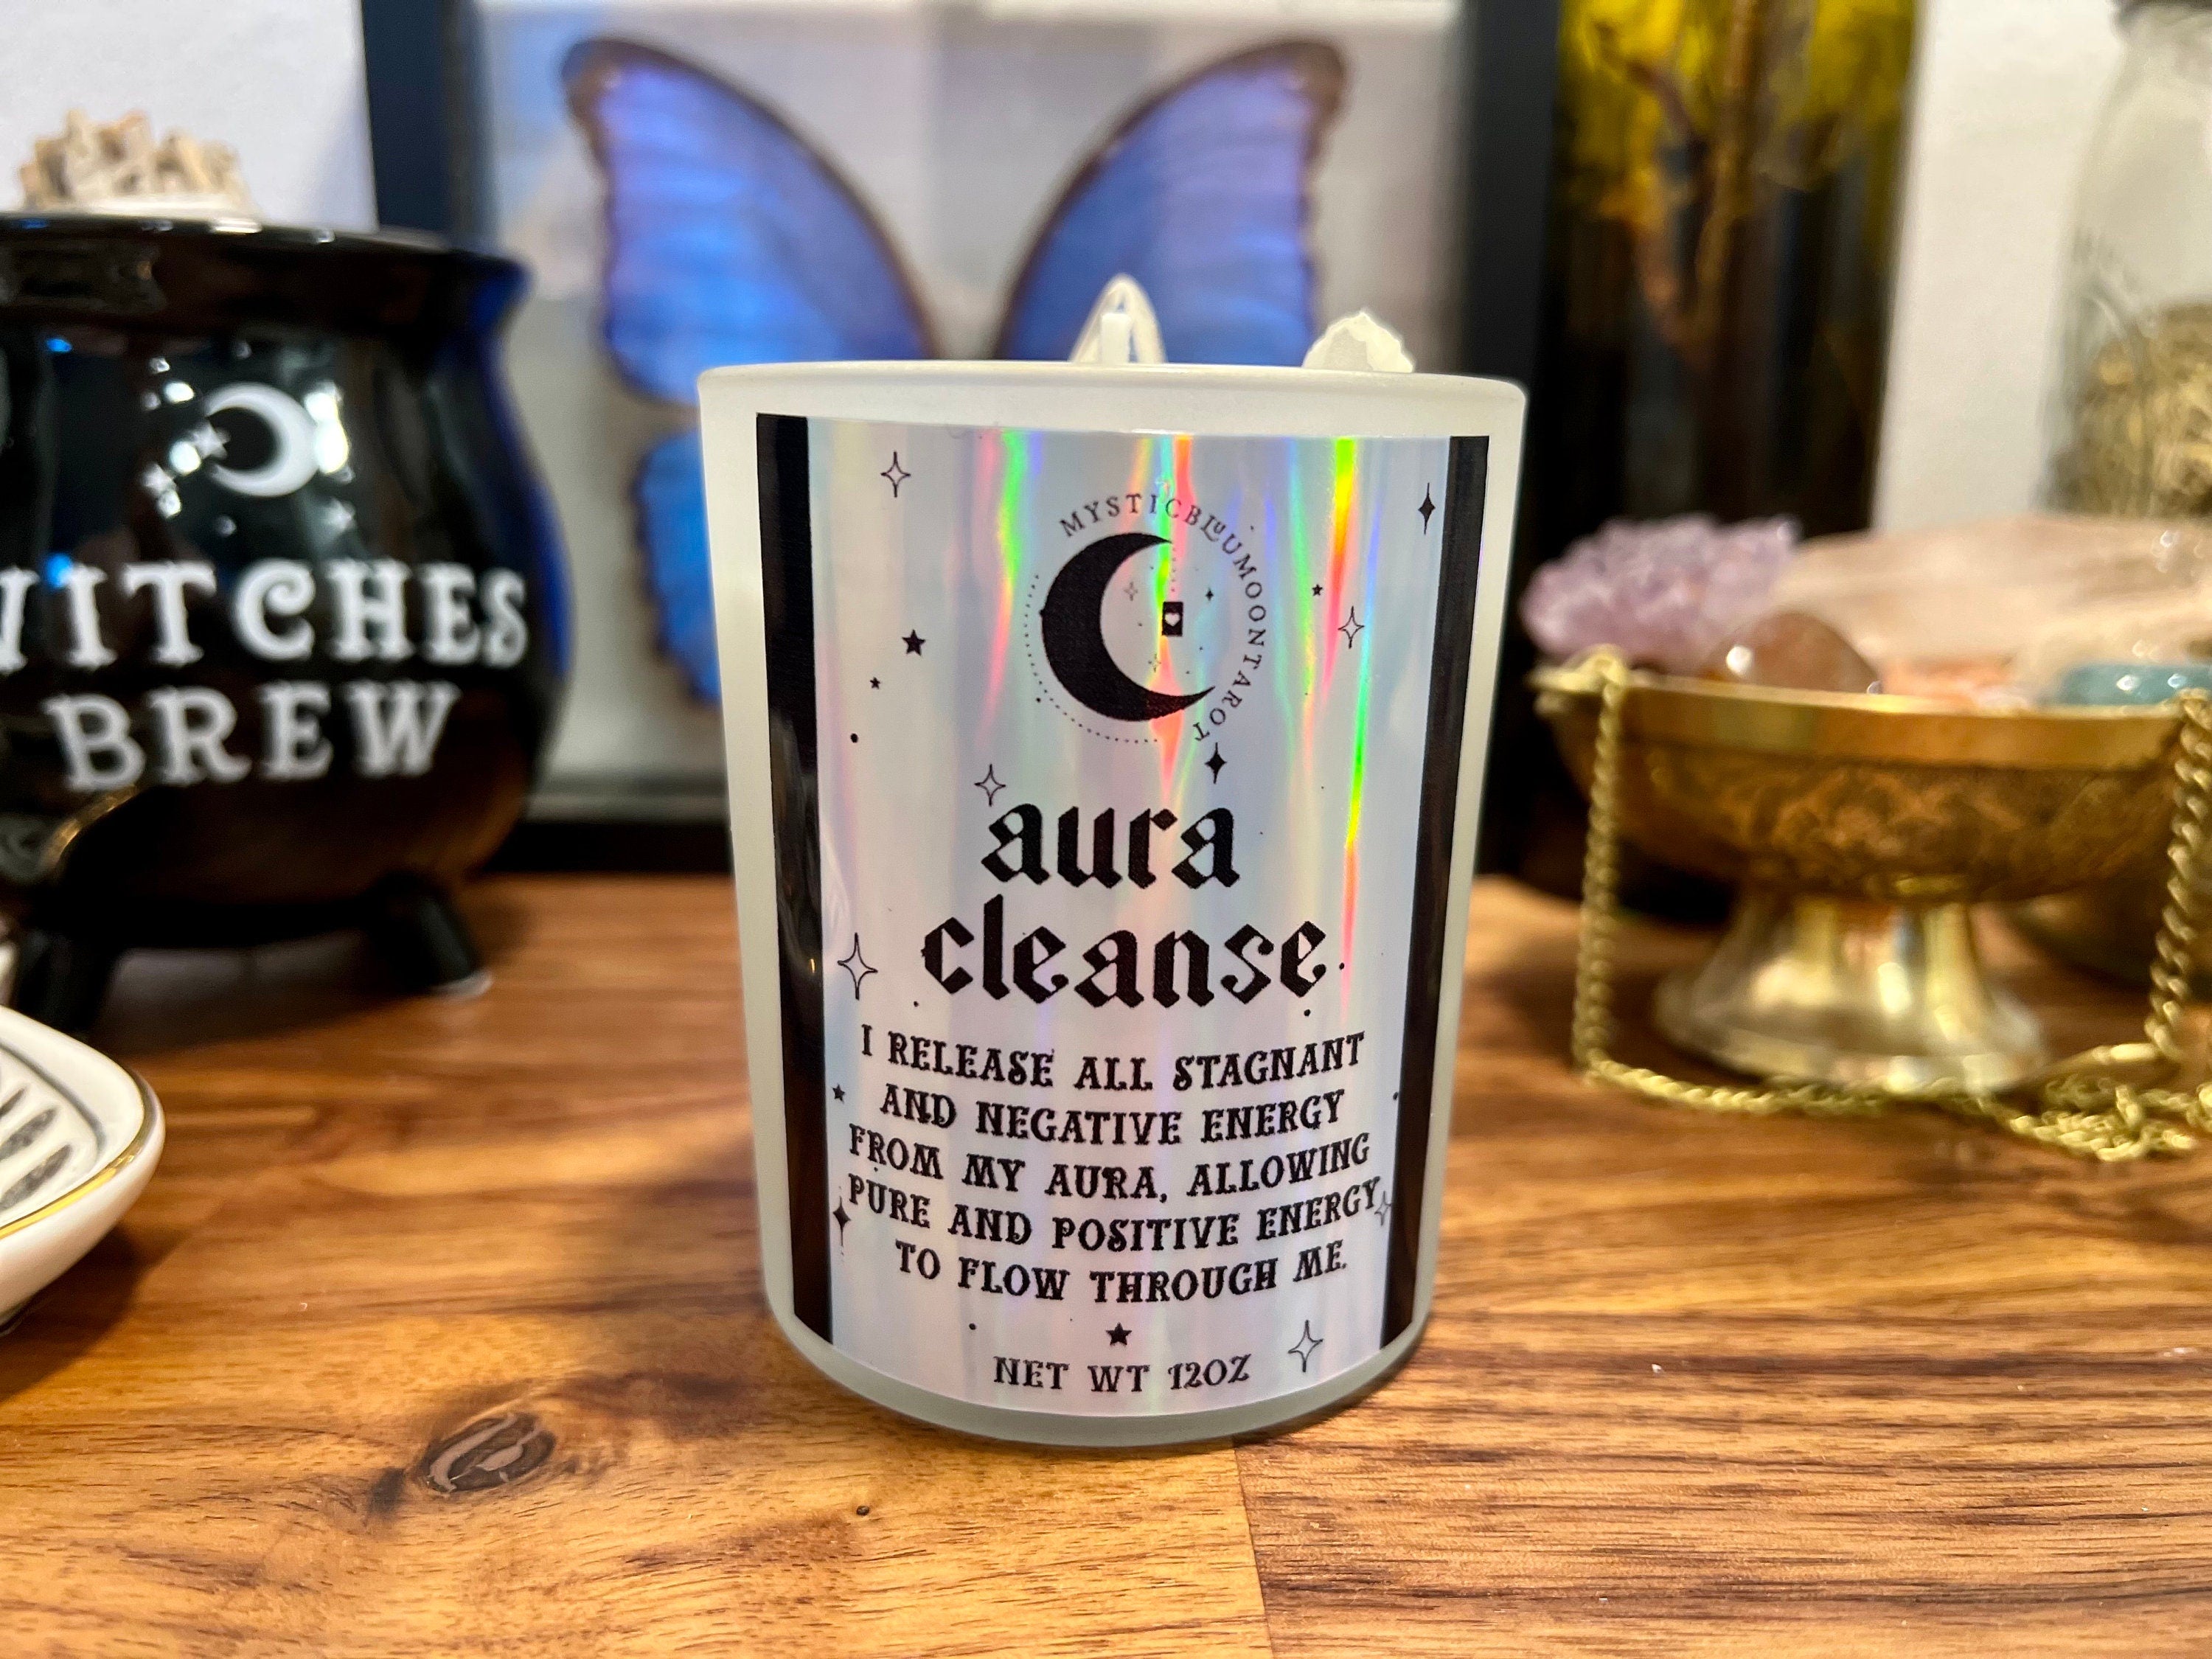 WITCHES
BREW
MYSTICBLUUMOONTAROT
aura
cleanse
I RELEASE ALL STAGNANT
AND NEGATIVE ENERGY
FROM MY AURA, ALLOWING
PURE AND POSITIVE ENERGY
TO FLOW THROUGH ME.
NET WT 12OZ